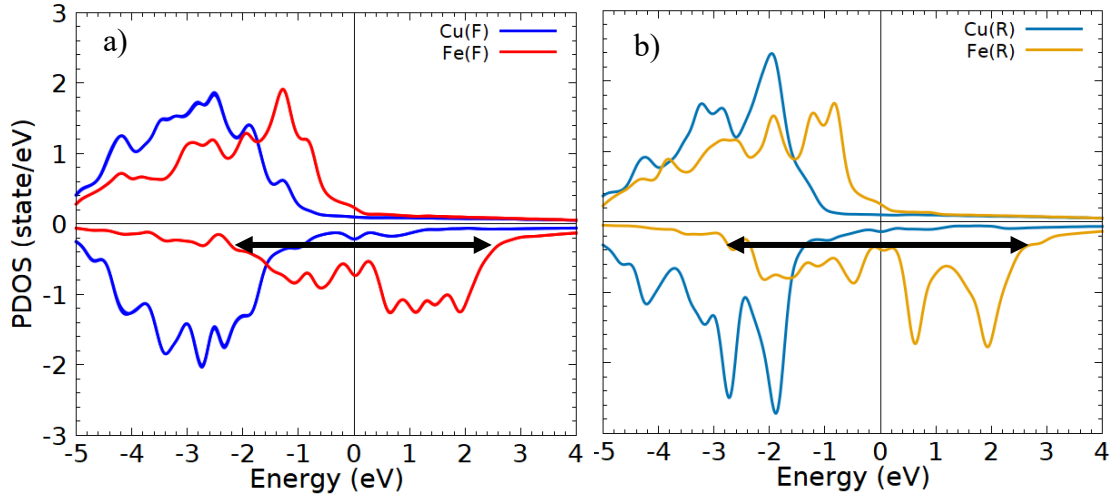 a)
Cu(F)
Fe(F)
3
2
1
0
-1
-2
-3
PDOS (state/eV)
-5 -4 -3 -2 -1 0 1 2 3 4
Energy (eV)
b)
Cu(R)
Fe(R)
-5 -4 -3 -2 -1 0 1 2 3 4
Energy (eV)